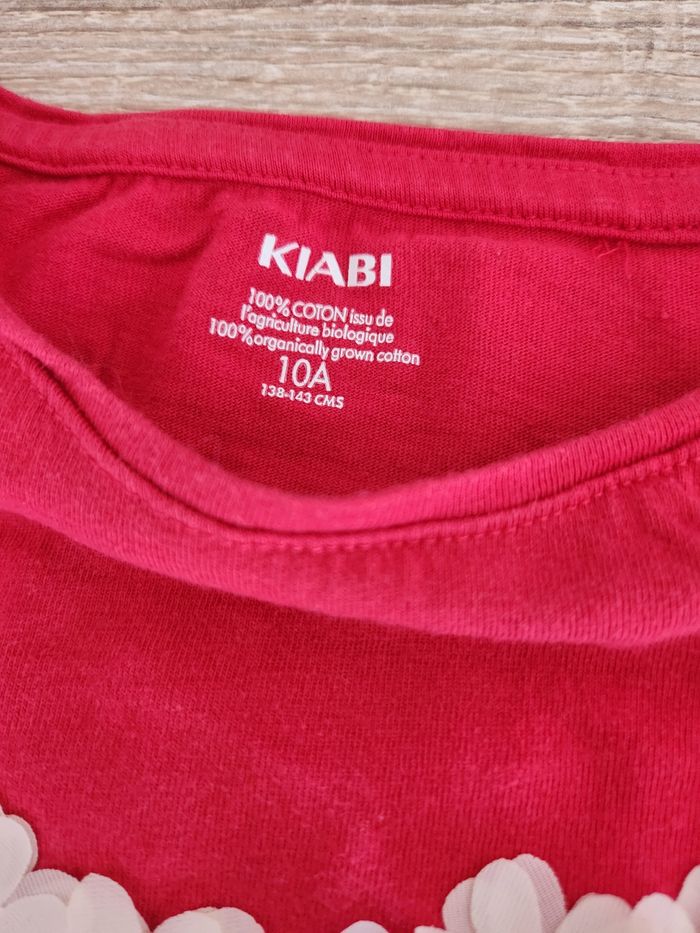 KIABI
100% COTON issu de
l'agriculture biologique
100% organically grown cotton
10A
138-143 CMS